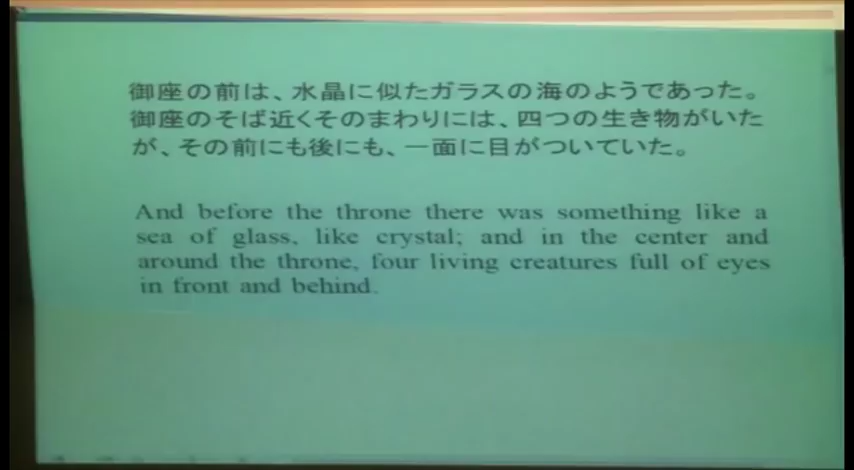 御座の前は、水晶に似たガラスの海のようであった。
御座のそば近くそのまわりには、四つの生き物がいた
が、その前にも後にも、一面に目がついていた。
And before the throne there was something like a
sea of glass, like crystal; and in the center and
around the throne, four living creatures full of eyes
in front and behind.